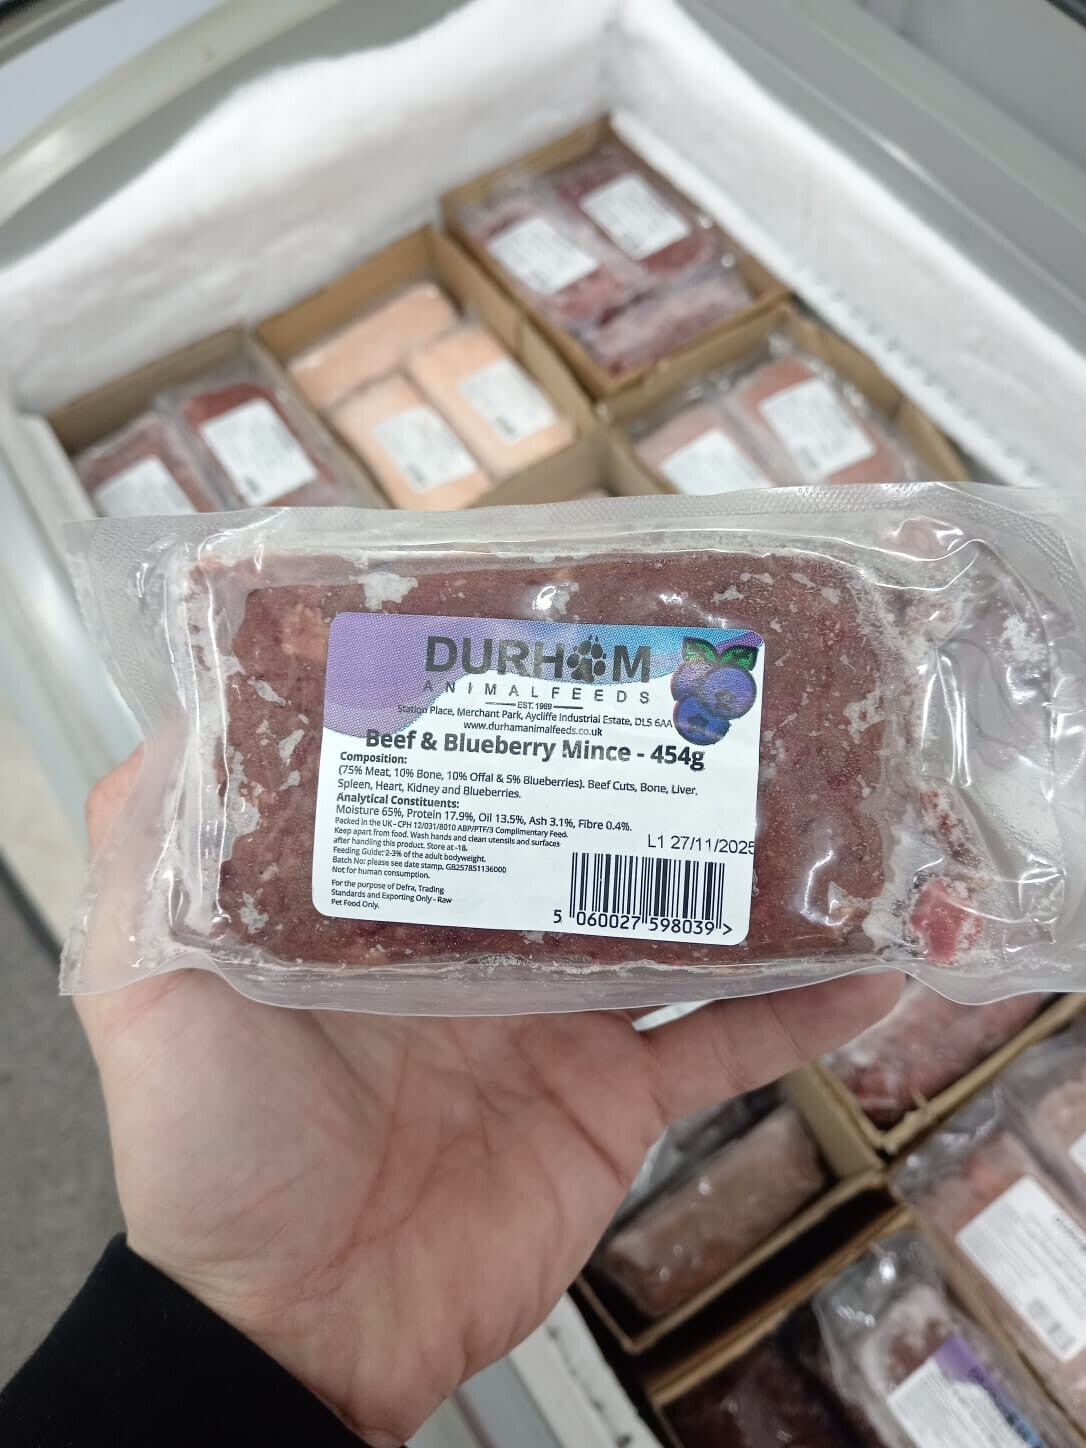 DURHAM
ANIMALFEEDS
EST. 1969
Station Place, Merchant Park, Aycliffe Industrial Estate, DL5 6AA
www.durhamanimalfeeds.co.uk
Beef & Blueberry Mince - 454g
Composition:
(75% Meat, 10% Bone, 10% Offal & 5% Blueberries). Beef Cuts, Bone, Liver,
Spleen, Heart, Kidney and Blueberries.
Analytical Constituents:
Moisture 65%, Protein 17.9%, Oil 13.5%, Ash 3.1%, Fibre 0.4%.
Packed in the UK - CPH 12/031/8010 ABP/PTF/3 Complimentary Feed.
Keep apart from food. Wash hands and clean utensils and surfaces
after handling this product. Store at -18.
Feeding Guide: 2-3% of the adult bodyweight.
Batch No: please see date stamp, GB257851136000
Not for human consumption.
For the purpose of Defra, Trading
Standards and Exporting Only - Raw
Pet Food Only.
L1 27/11/2025
5 060027 598039 >